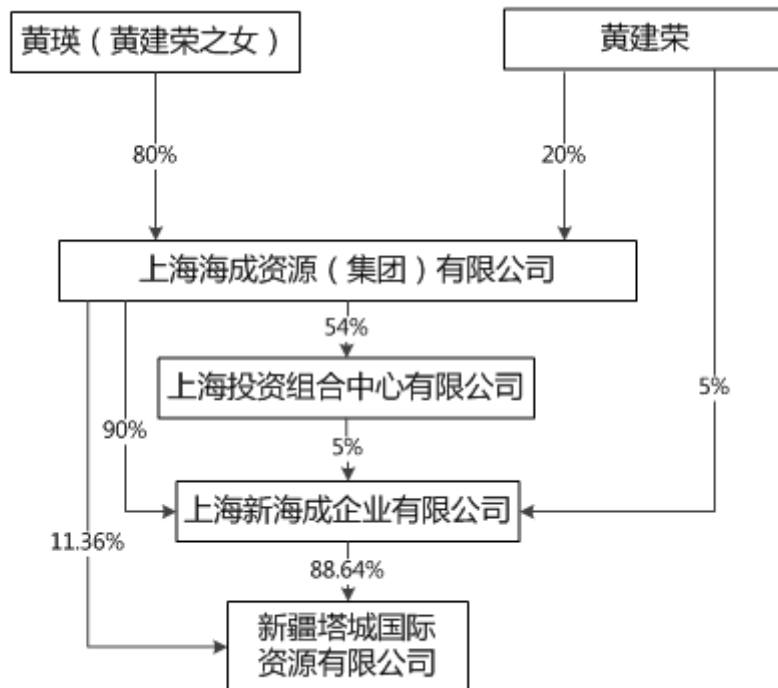 黄瑛（黄建荣之女）
黄建荣
80%
20%
上海海成资源（集团）有限公司
54%
上海投资组合中心有限公司
5%
90%
5%
上海新海成企业有限公司
11.36%
88.64%
新疆塔城国际
资源有限公司